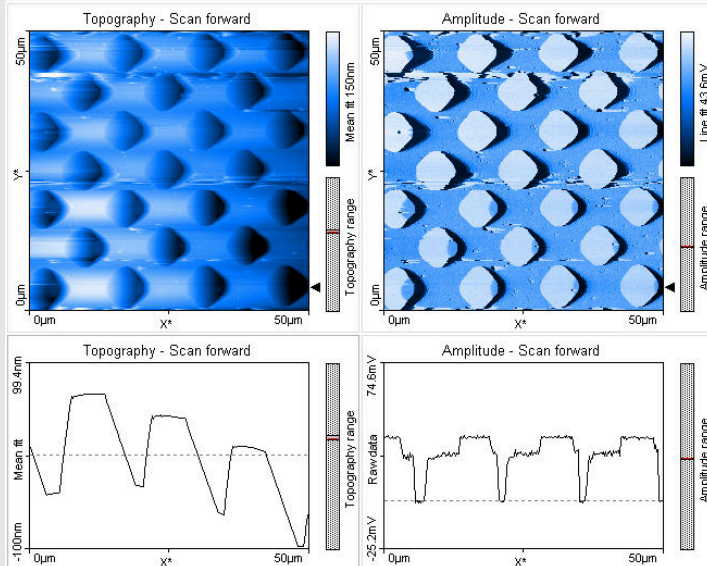 Topography - Scan forward
50µm
Y*
0µm
0µm
X*
50µm
Mean fit 150nm
Topography range
Amplitude - Scan forward
50µm
Y*
0µm
0µm
X*
50µm
Line fit 43.6mV
Amplitude range
Topography - Scan forward
99.4nm
Mean fit
-100nm
0µm
X*
50µm
Topography range
Amplitude - Scan forward
74.6mV
Raw data
-25.2mV
0µm
X*
50µm
Amplitude range